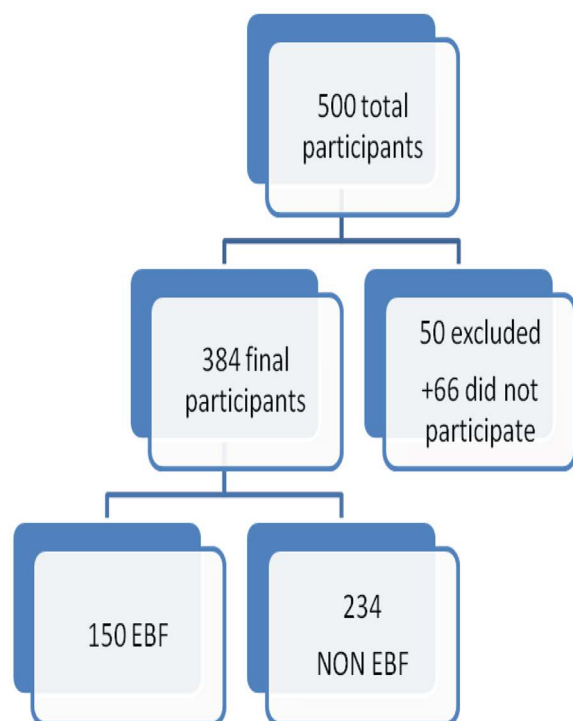 500 total
participants
384 final
participants
50 excluded
+66 did not
participate
150 EBF
234
NON EBF